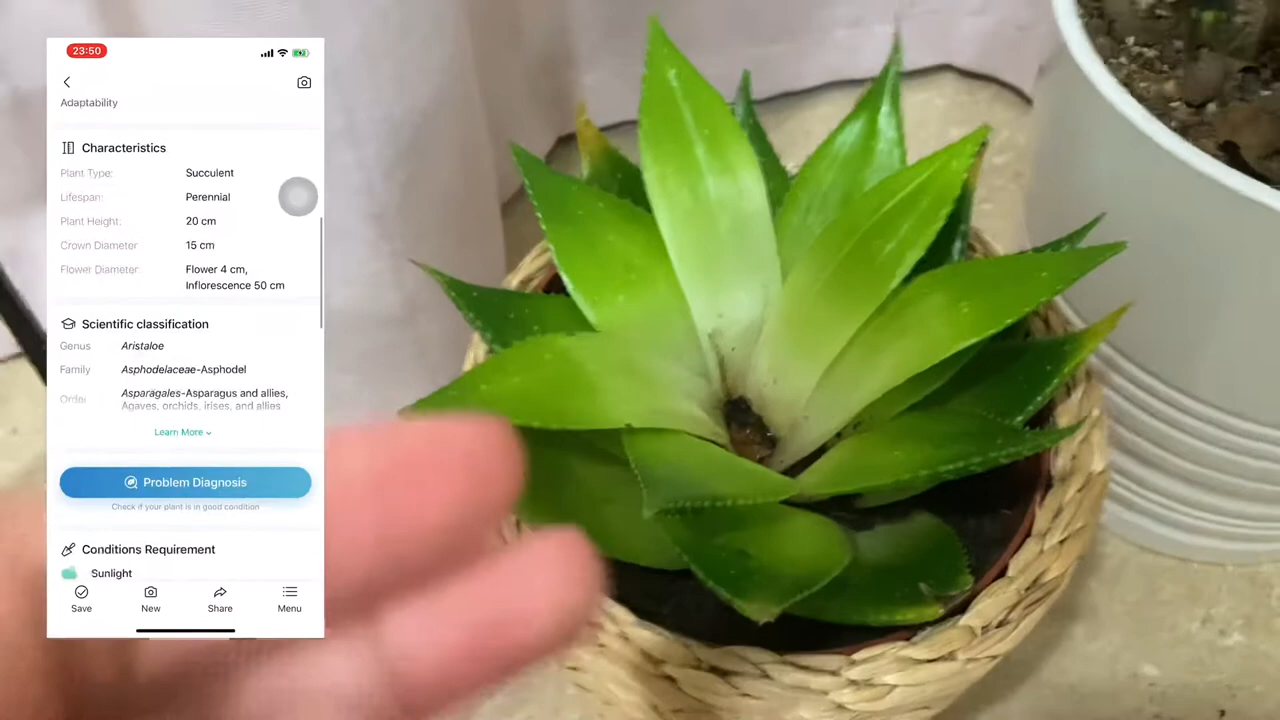 23:50
Adaptability
Characteristics
Plant Type: Succulent
Lifespan: Perennial
Plant Height: 20 cm
Crown Diameter 15 cm
Flower Diameter: Flower 4 cm,
Inflorescence 50 cm
Scientific classification
Genus Aristaloe
Family Asphodelaceae-Asphodel
Order Asparagales-Asparagus and allies,
Agaves, orchids, irises, and allies
Learn More
Problem Diagnosis
Check if your plant is in good condition
Conditions Requirement
Sunlight
Save New Share Menu